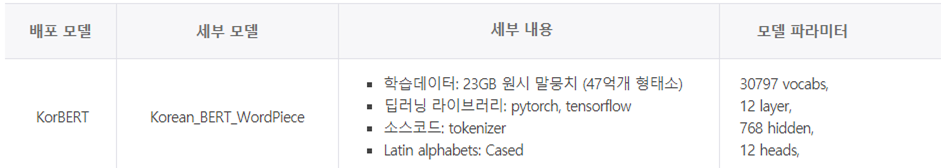 배포 모델 세부 모델 세부 내용 모델 파라미터
▪ 학습데이터: 23GB 원시 말뭉치 (47억개 형태소) 30797 vocabs,
▪ 딥러닝 라이브러리: pytorch, tensorflow 12 layer,
KorBERT Korean_BERT_WordPiece
▪ 소스코드: tokenizer 768 hidden,
▪ Latin alphabets: Cased 12 heads,